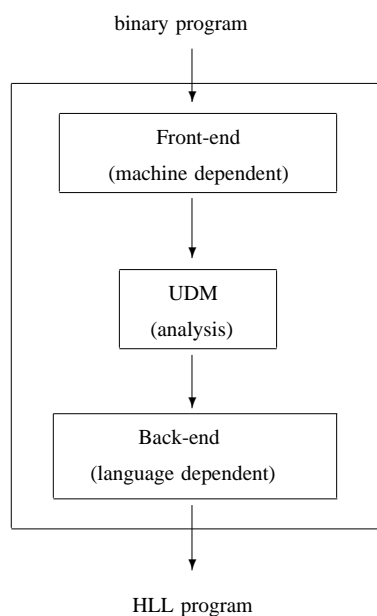 binary program
Front-end
(machine dependent)
UDM
(analysis)
Back-end
(language dependent)
HLL program